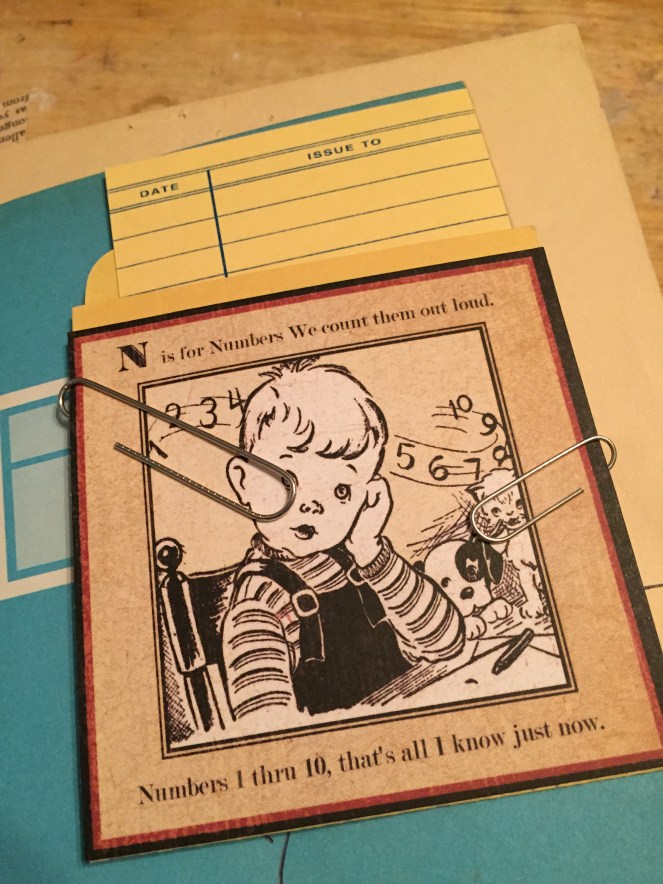 DATE ISSUE TO
N is for Numbers We count them out loud.
1 2 3 4
5 6 7 8 9 10
Numbers 1 thru 10, that's all I know just now.